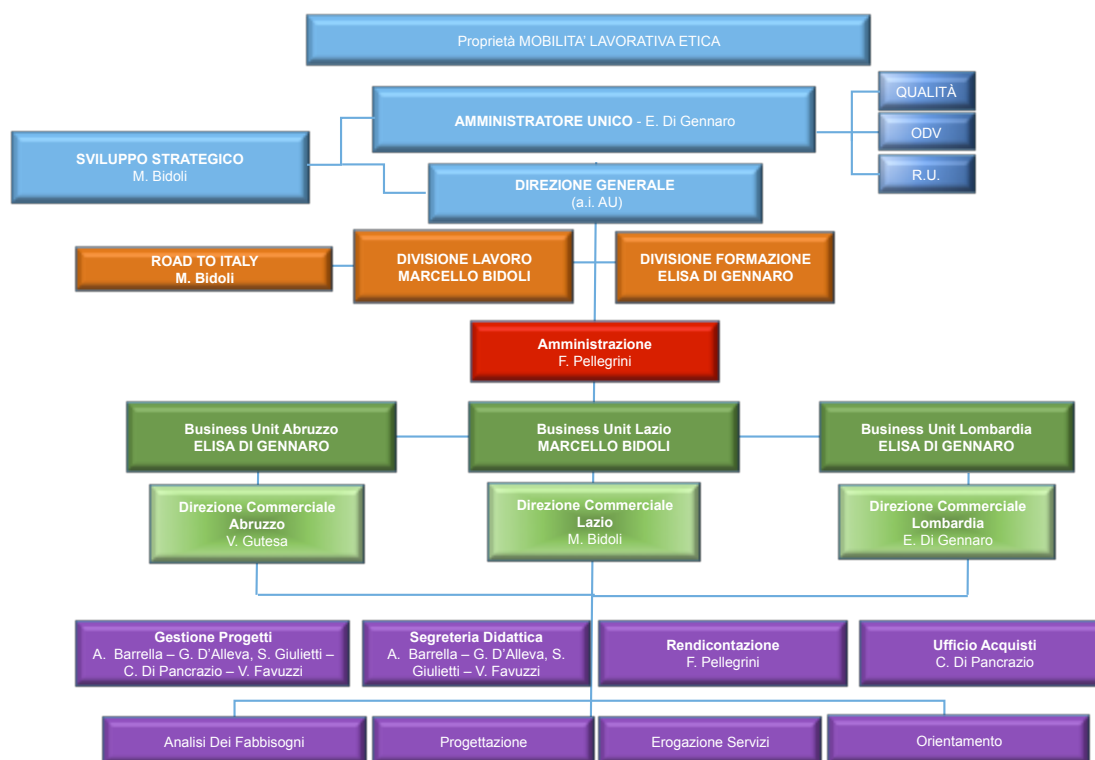 Proprietà MOBILITA’ LAVORATIVA ETICA
AMMINISTRATORE UNICO - E. Di Gennaro
QUALITÀ
ODV
R.U.
SVILUPPO STRATEGICO
M. Bidoli
DIREZIONE GENERALE
(a.i. AU)
ROAD TO ITALY
M. Bidoli
DIVISIONE LAVORO
MARCELLO BIDOLI
DIVISIONE FORMAZIONE
ELISA DI GENNARO
Amministrazione
F. Pellegrini
Business Unit Abruzzo
ELISA DI GENNARO
Business Unit Lazio
MARCELLO BIDOLI
Business Unit Lombardia
ELISA DI GENNARO
Direzione Commerciale
Abruzzo
V. Gutesa
Direzione Commerciale
Lazio
M. Bidoli
Direzione Commerciale
Lombardia
E. Di Gennaro
Gestione Progetti
A. Barrella – G. D’Alleva, S. Giulietti –
C. Di Pancrazio – V. Favuzzi
Segreteria Didattica
A. Barrella – G. D’Alleva, S.
Giulietti – V. Favuzzi
Rendicontazione
F. Pellegrini
Ufficio Acquisti
C. Di Pancrazio
Analisi Dei Fabbisogni
Progettazione
Erogazione Servizi
Orientamento